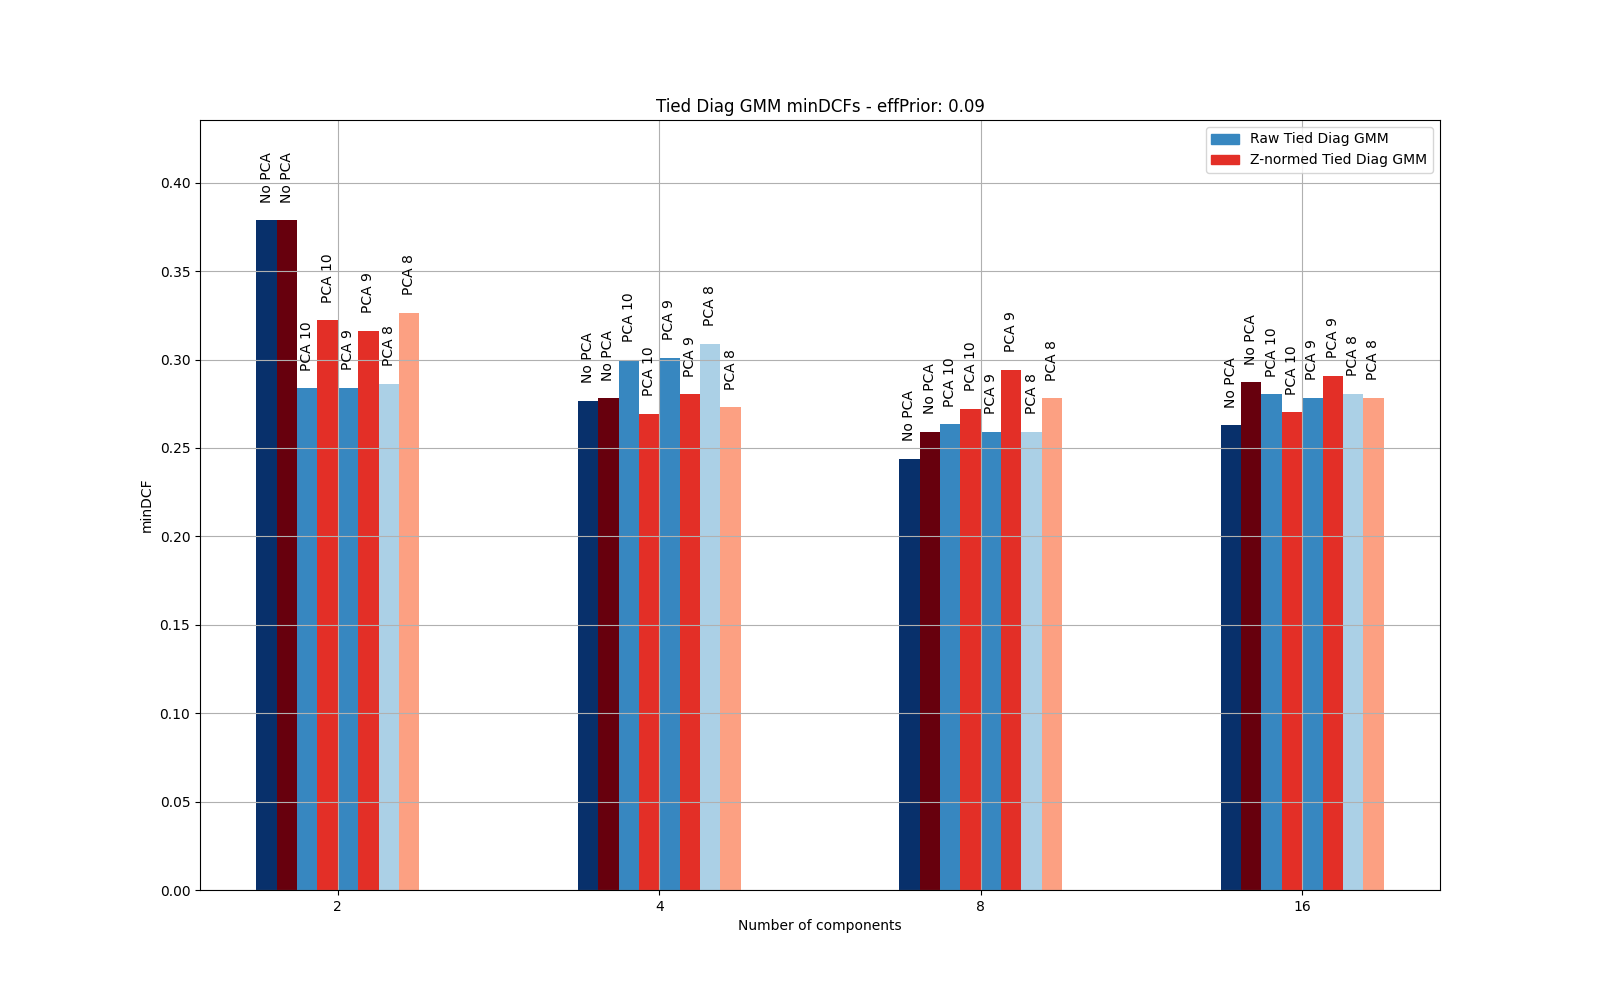 Tied Diag GMM minDCFs - effPrior: 0.09
Raw Tied Diag GMM
Z-normed Tied Diag GMM
minDCF
0.40
0.35
0.30
0.25
0.20
0.15
0.10
0.05
0.00
No PCA
No PCA
PCA 10
PCA 10
PCA 9
PCA 9
PCA 8
PCA 8
No PCA
No PCA
PCA 10
PCA 10
PCA 9
PCA 9
PCA 8
PCA 8
No PCA
No PCA
PCA 10
PCA 10
PCA 9
PCA 9
PCA 8
PCA 8
No PCA
No PCA
PCA 10
PCA 10
PCA 9
PCA 9
PCA 8
PCA 8
2 4 8 16
Number of components